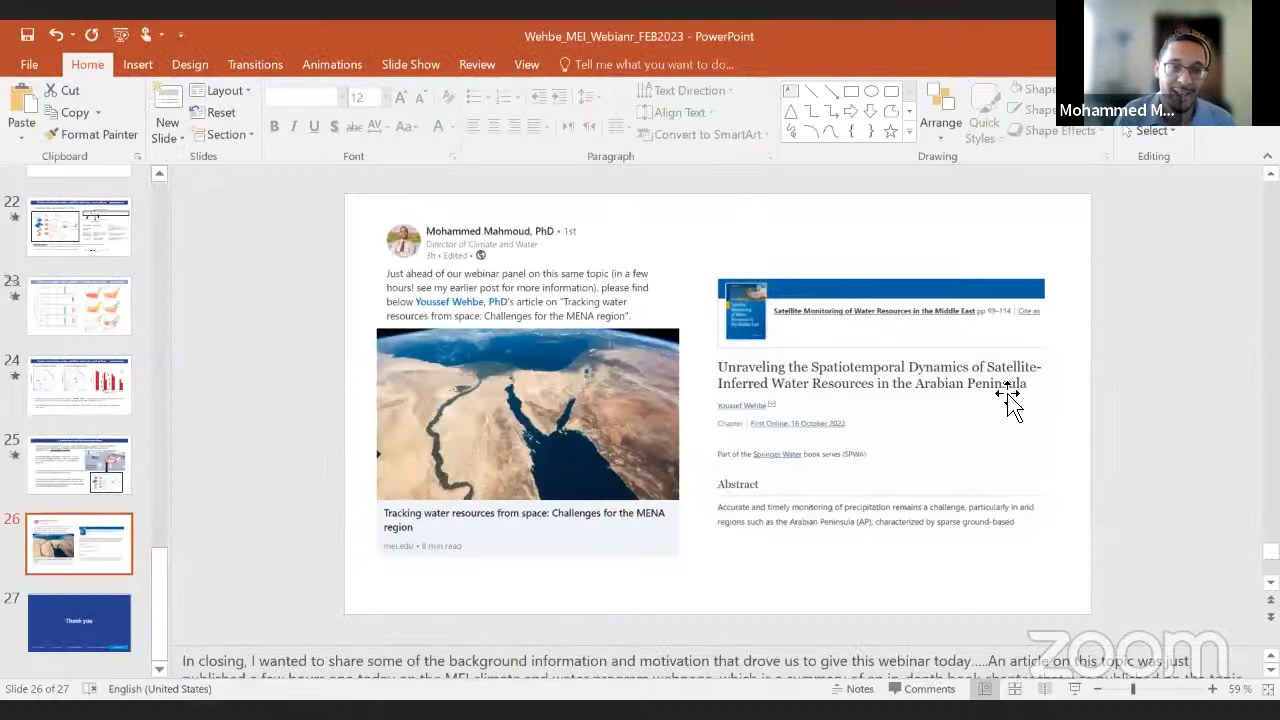 Wehbe_MEI_Webianr_FEB2023 - PowerPoint
File Home Insert Design Transitions Animations Slide Show Review View Tell me what you want to do...
Mohammed M...
Paste
Cut
Copy
Format Painter
Clipboard
New
Slide
Layout
Reset
Section
Slides
12
Font
Text Direction
Align Text
Convert to SmartArt
Paragraph
Arrange
Quick
Styles
Shape Effects
Drawing
Select
Editing
22
23
24
25
26
27
Thank you
Mohammed Mahmoud, PhD • 1st
Director of Climate and Water
3h • Edited •
Just ahead of our webinar panel on this same topic (in a few
hours! see my earlier post for more information), please find
below Youssef Wehbe, PhD's article on "Tracking water
resources from space: Challenges for the MENA region".
Tracking water resources from space: Challenges for the MENA
region
mei.edu • 8 min read
Satellite Monitoring of Water Resources in the Middle East pp 99–114 | Cite as
Unraveling the Spatiotemporal Dynamics of Satellite-
Inferred Water Resources in the Arabian Peninsula
Youssef Wehbe
Chapter | First Online: 16 October 2022
Part of the Springer Water book series (SPWA)
Abstract
Accurate and timely monitoring of precipitation remains a challenge, particularly in arid
regions such as the Arabian Peninsula (AP), characterized by sparse ground-based
In closing, I wanted to share some of the background information and motivation that drove us to give this webinar today.....An article on this topic was just
zoom
Slide 26 of 27 English (United States) Notes Comments 59 %